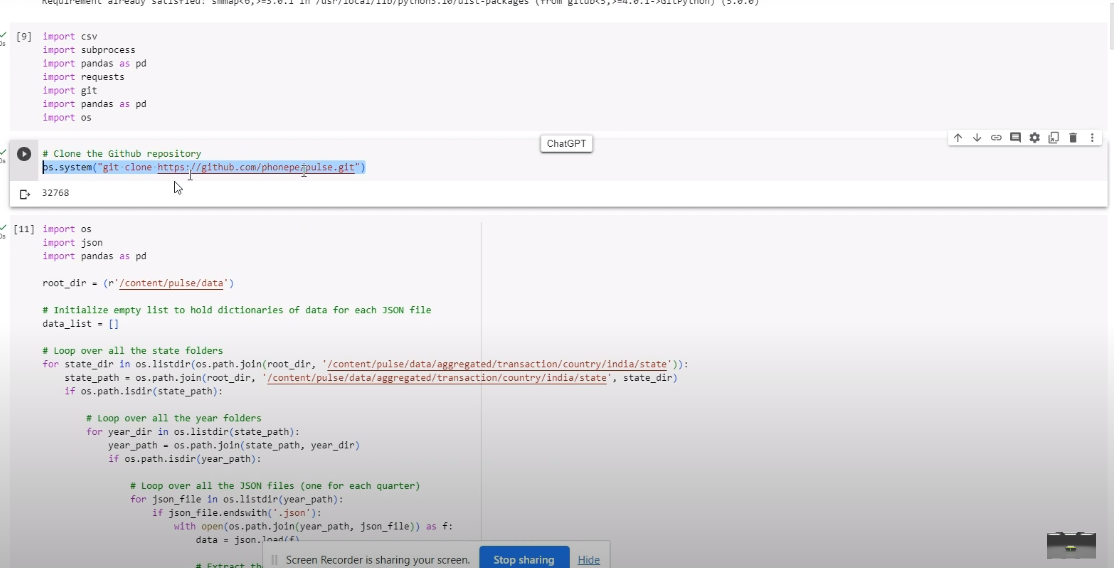 Requirement already satisfied: smmap<6,>=3.0.1 in /usr/local/lib/python3.10/dist-packages (from gitdb<5,>=4.0.1->GitPython) (5.0.0)
[9] import csv
import subprocess
import pandas as pd
import requests
import git
import pandas as pd
import os
0s
ChatGPT
# Clone the Github repository
os.system("git clone https://github.com/phonepe/pulse.git")
0s
32768
[11] import os
import json
import pandas as pd
0s
root_dir = (r'/content/pulse/data')
# Initialize empty list to hold dictionaries of data for each JSON file
data_list = []
# Loop over all the state folders
for state_dir in os.listdir(os.path.join(root_dir, '/content/pulse/data/aggregated/transaction/country/india/state')):
state_path = os.path.join(root_dir, '/content/pulse/data/aggregated/transaction/country/india/state', state_dir)
if os.path.isdir(state_path):
# Loop over all the year folders
for year_dir in os.listdir(state_path):
year_path = os.path.join(state_path, year_dir)
if os.path.isdir(year_path):
# Loop over all the JSON files (one for each quarter)
for json_file in os.listdir(year_path):
if json_file.endswith('.json'):
with open(os.path.join(year_path, json_file)) as f:
data = json.load(f)
# Extract
Screen Recorder is sharing your screen.
Stop sharing
Hide